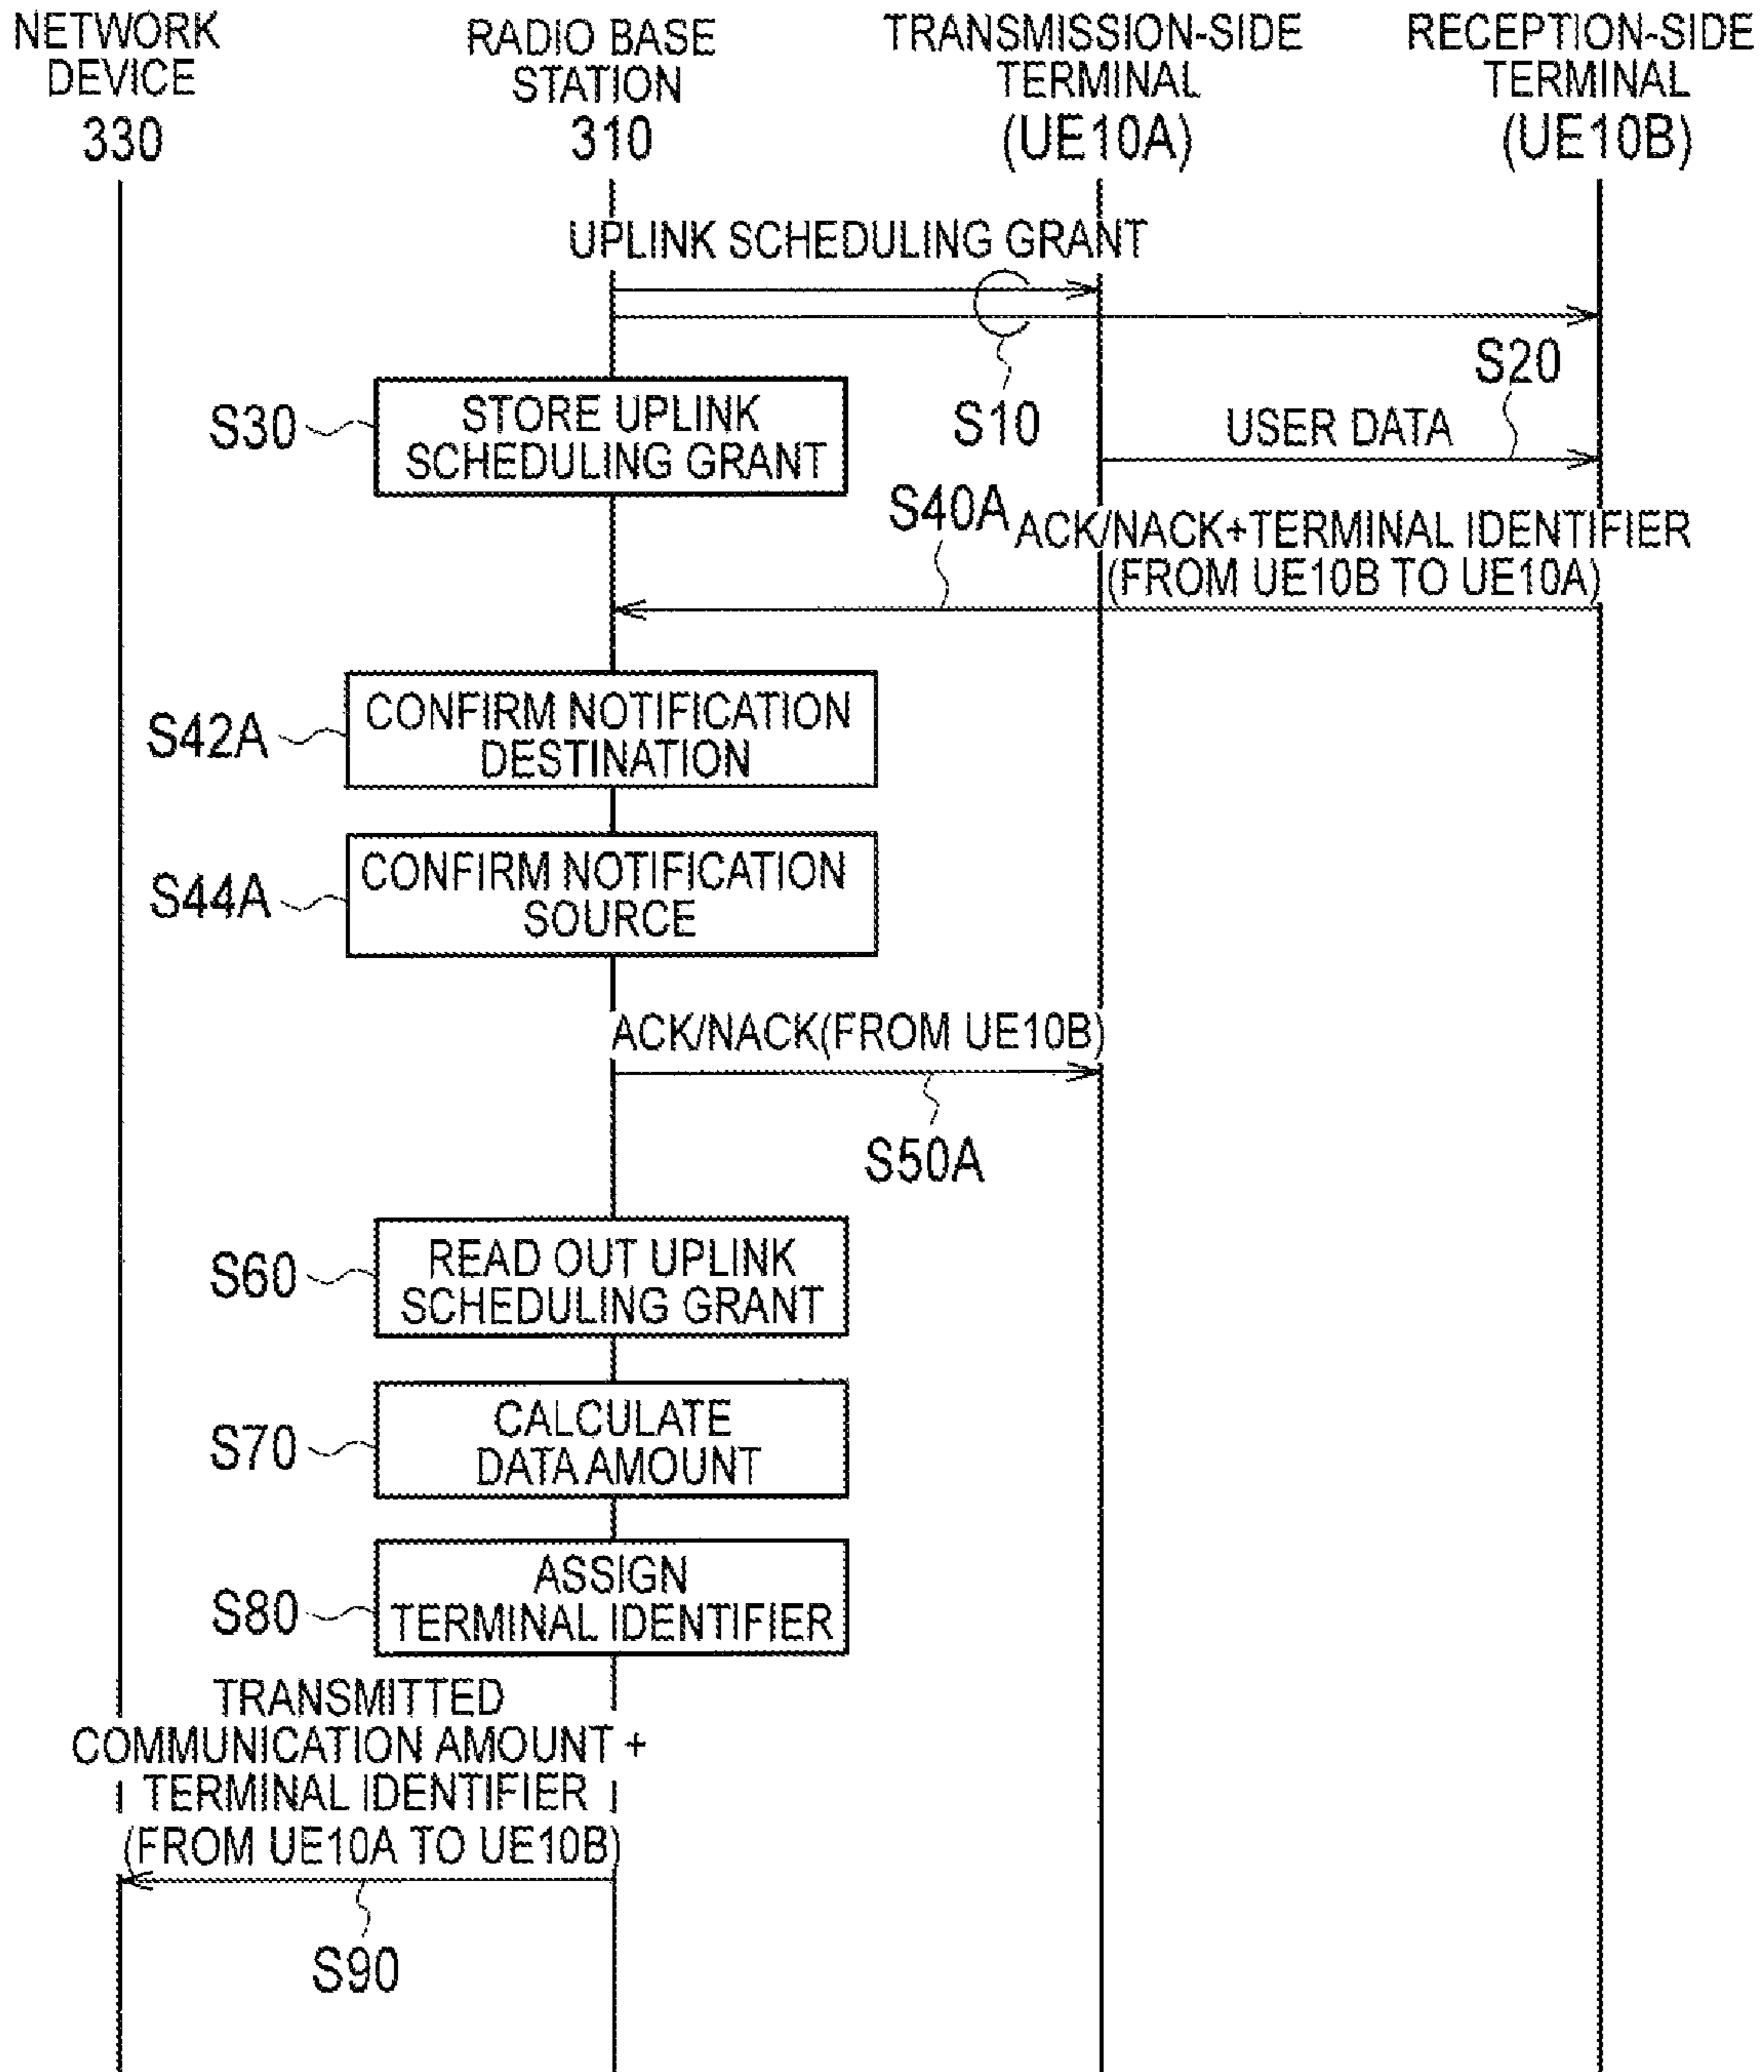 NETWORK
DEVICE
330
RADIO BASE
STATION
310
TRANSMISSION-SIDE
TERMINAL
(UE10A)
RECEPTION-SIDE
TERMINAL
(UE10B)
UPLINK SCHEDULING GRANT
S10
S20
S30
STORE UPLINK
SCHEDULING GRANT
USER DATA
S40A
ACK/NACK+TERMINAL IDENTIFIER
(FROM UE10B TO UE10A)
S42A
CONFIRM NOTIFICATION
DESTINATION
S44A
CONFIRM NOTIFICATION
SOURCE
ACK/NACK(FROM UE10B)
S50A
S60
READ OUT UPLINK
SCHEDULING GRANT
S70
CALCULATE
DATA AMOUNT
S80
ASSIGN
TERMINAL IDENTIFIER
TRANSMITTED
COMMUNICATION AMOUNT +
TERMINAL IDENTIFIER
(FROM UE10A TO UE10B)
S90